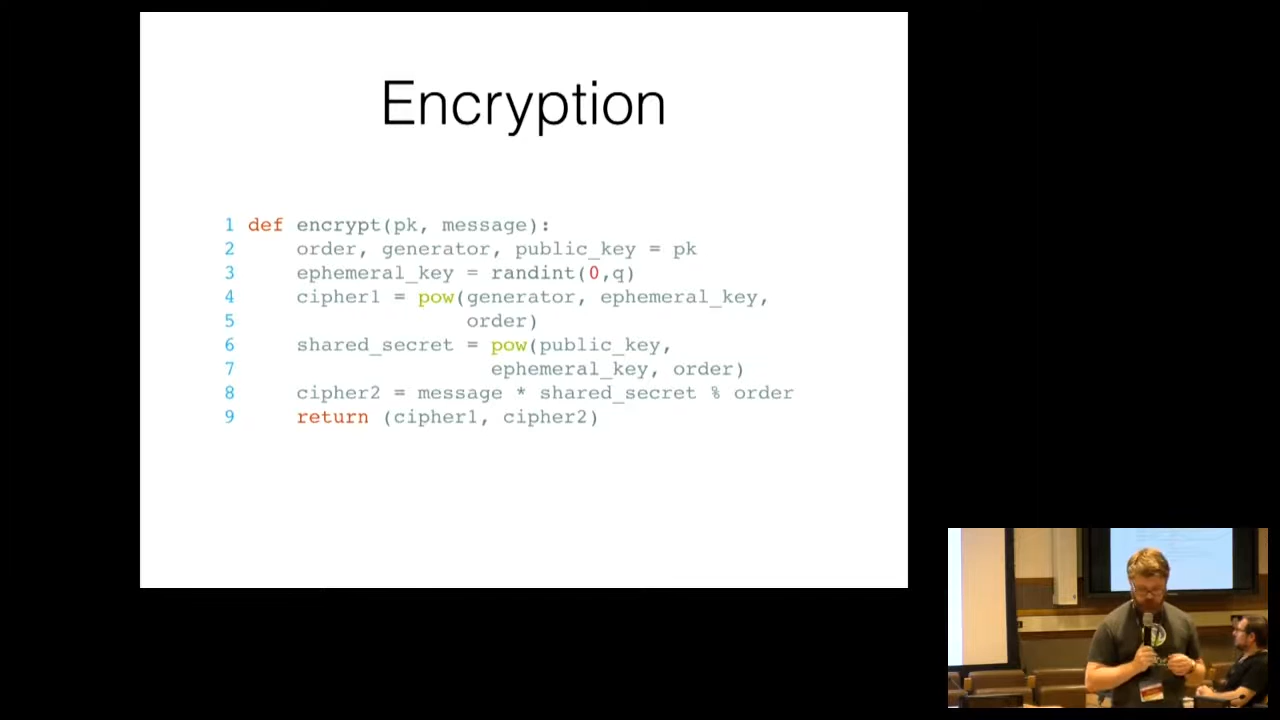 Encryption
1 def encrypt(pk, message):
2 order, generator, public_key = pk
3 ephemeral_key = randint(0,q)
4 cipher1 = pow(generator, ephemeral_key,
5 order)
6 shared_secret = pow(public_key,
7 ephemeral_key, order)
8 cipher2 = message * shared_secret % order
9 return (cipher1, cipher2)